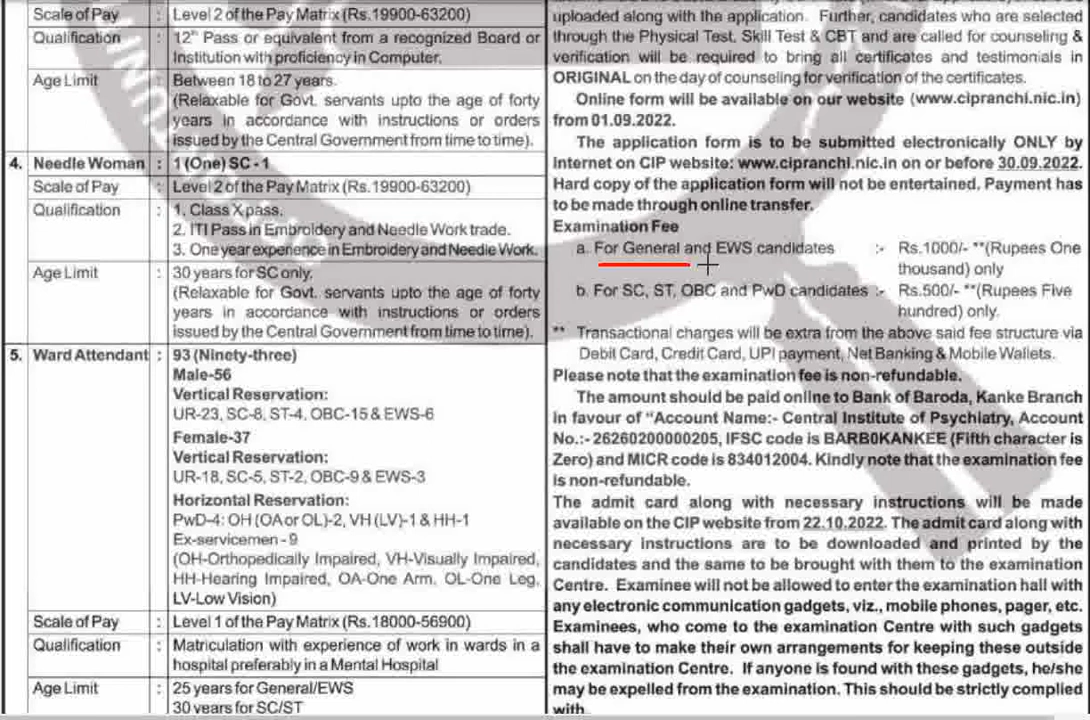 Scale of Pay : Level 2 of the Pay Matrix (Rs.19900-63200)
Qualification : 12th Pass or equivalent from a recognized Board or
Institution with proficiency in Computer.
Age Limit : Between 18 to 27 years.
(Relaxable for Govt. servants upto the age of forty
years in accordance with instructions or orders
issued by the Central Government from time to time).
4. Needle Woman : 1 (One) SC -1
Scale of Pay : Level 2 of the Pay Matrix (Rs.19900-63200)
Qualification : 1. Class X pass.
2. ITI Pass in Embroidery and Needle Work trade.
3. One year experience in Embroidery and Needle Work.
Age Limit : 30 years for SC only.
(Relaxable for Govt. servants upto the age of forty
years in accordance with instructions or orders
issued by the Central Government from time to time).
5. Ward Attendant : 93 (Ninety-three)
Male-56
Vertical Reservation:
UR-23, SC-8, ST-4, OBC-15 & EWS-6
Female-37
Vertical Reservation:
UR-18, SC-5, ST-2, OBC-9 & EWS-3
Horizontal Reservation:
PwD-4: OH (OA or OL)-2, VH (LV)-1 & HH-1
Ex-servicemen - 9
(OH-Orthopedically Impaired, VH-Visually Impaired,
HH-Hearing Impaired, OA-One Arm, OL-One Leg,
LV-Low Vision)
Scale of Pay : Level 1 of the Pay Matrix (Rs.18000-56900)
Qualification : Matriculation with experience of work in wards in a
hospital preferably in a Mental Hospital
Age Limit : 25 years for General/EWS
30 years for SC/ST
uploaded along with the application. Further, candidates who are selected
through the Physical Test, Skill Test & CBT and are called for counseling &
verification will be required to bring all certificates and testimonials in
ORIGINAL on the day of counseling for verification of the certificates.
Online form will be available on our website (www.cipranchi.nic.in)
from 01.09.2022.
The application form is to be submitted electronically ONLY by
Internet on CIP website: www.cipranchi.nic.in on or before 30.09.2022.
Hard copy of the application form will not be entertained. Payment has
to be made through online transfer.
Examination Fee
a. For General and EWS candidates :- Rs.1000/- **(Rupees One
thousand) only
b. For SC, ST, OBC and PwD candidates :- Rs.500/- **(Rupees Five
hundred) only.
** Transactional charges will be extra from the above said fee structure via
Debit Card, Credit Card, UPI payment, Net Banking & Mobile Wallets.
Please note that the examination fee is non-refundable.
The amount should be paid online to Bank of Baroda, Kanke Branch
in favour of "Account Name:- Central Institute of Psychiatry, Account
No.:- 26260200000205, IFSC code is BARB0KANKEE (Fifth character is
Zero) and MICR code is 834012004. Kindly note that the examination fee
is non-refundable.
The admit card along with necessary instructions will be made
available on the CIP website from 22.10.2022. The admit card along with
necessary instructions are to be downloaded and printed by the
candidates and the same to be brought with them to the examination
Centre. Examinee will not be allowed to enter the examination hall with
any electronic communication gadgets, viz., mobile phones, pager, etc.
Examinees, who come to the examination Centre with such gadgets
shall have to make their own arrangements for keeping these outside
the examination Centre. If anyone is found with these gadgets, he/she
may be expelled from the examination. This should be strictly complied
with.